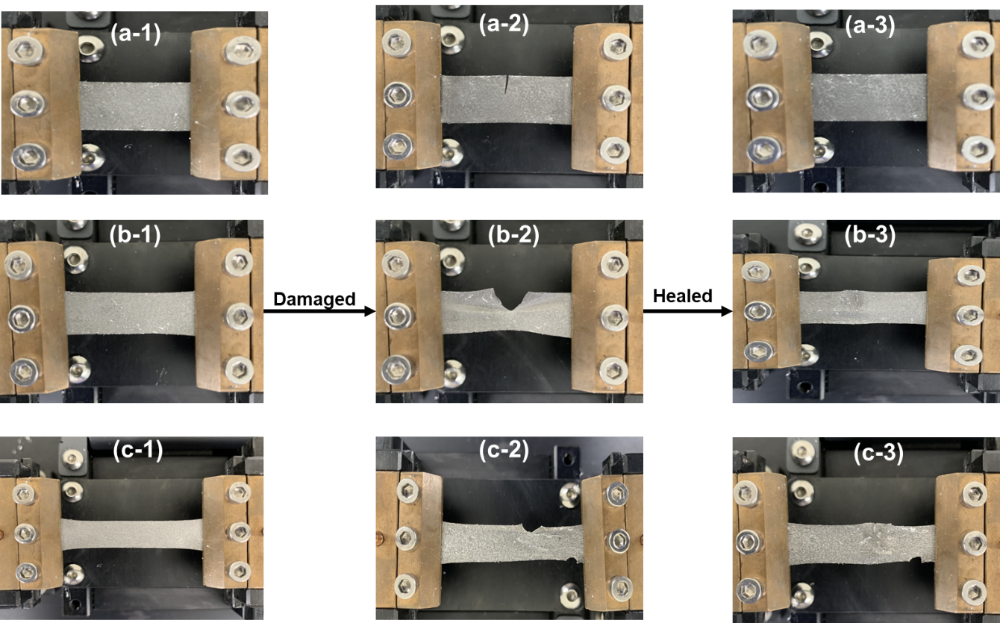 (a-1)
(a-2)
(a-3)
(b-1)
(b-2)
(b-3)
Damaged
Healed
(c-1)
(c-2)
(c-3)